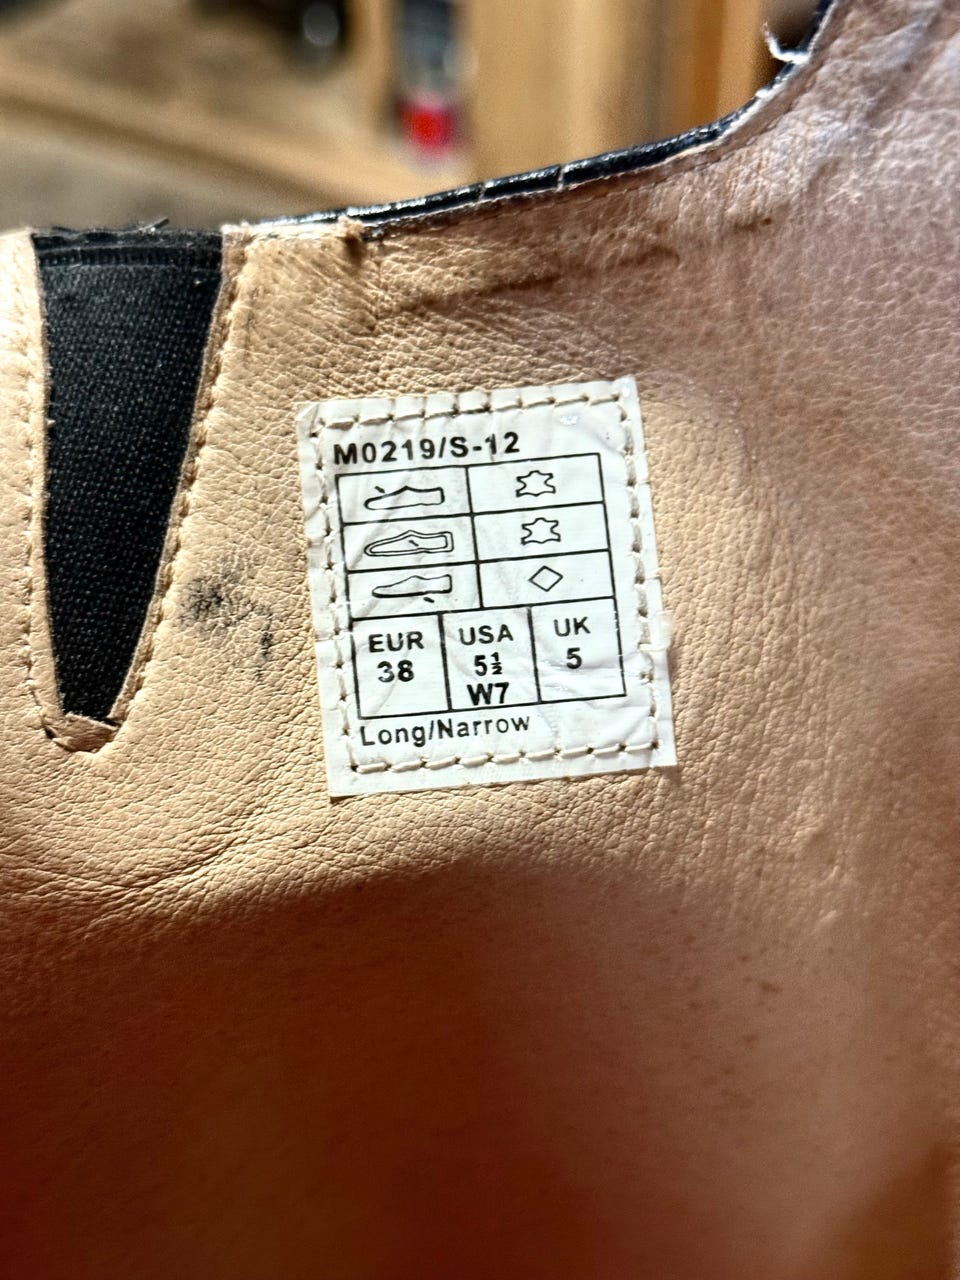 M0219/S-12
EUR USA UK
38 5½ 5
W7
Long/Narrow